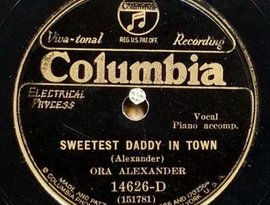 Viva-tonal Recording
REG. U.S. PAT. OFF.
Columbia
ELECTRICAL
PROCESS
Vocal
Piano accomp.
SWEETEST DADDY IN TOWN
(Alexander)
ORA ALEXANDER
14626-D
(151781)